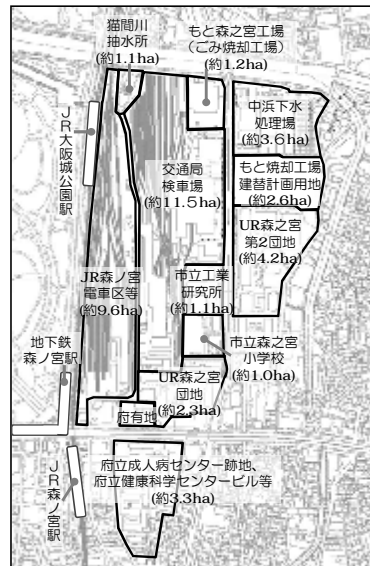 猫間川
抽水所
(約1.1ha)
もと森之宮工場
(ごみ焼却工場)
(約1.2ha)
中浜下水
処理場
(約3.6ha)
JR大阪城公園駅
交通局
検車場
(約11.5ha)
もと焼却工場
建替計画用地
(約2.6ha)
UR森之宮
第2団地
(約4.2ha)
JR森ノ宮
電車区等
(約9.6ha)
市立工業
研究所
(約1.1ha)
地下鉄
森ノ宮駅
市立森之宮
小学校
(約1.0ha)
UR森之宮
団地
(約2.3ha)
府有地
JR森ノ宮駅
府立成人病センター跡地、
府立健康科学センタービル等
(約3.3ha)